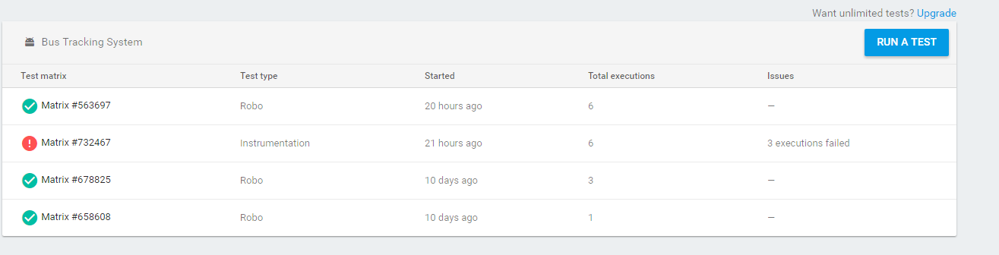 Want unlimited tests? Upgrade
Bus Tracking System RUN A TEST
Test matrix Test type Started Total executions Issues
Matrix #563697 Robo 20 hours ago 6 —
Matrix #732467 Instrumentation 21 hours ago 6 3 executions failed
Matrix #678825 Robo 10 days ago 3 —
Matrix #658608 Robo 10 days ago 1 —